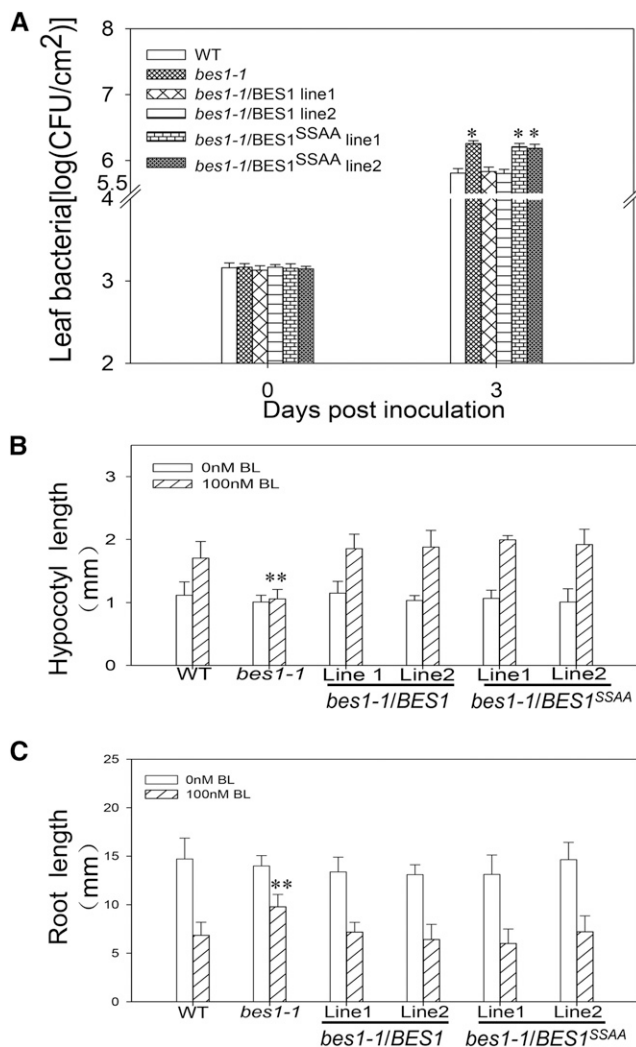 A
Leaf bacteria[log(CFU/cm2)]
8
7
6
5.5
4
3
2
WT
bes1-1
bes1-1/BES1 line1
bes1-1/BES1 line2
bes1-1/BES1SSAA line1
bes1-1/BES1SSAA line2
* * *
0 3
Days post inoculation
B
Hypocotyl length
(mm)
3
2
1
0
0nM BL
100nM BL
**
WT bes1-1 Line 1 Line2 Line1 Line2
bes1-1/BES1 bes1-1/BES1SSAA
C
Root length
(mm)
25
20
15
10
5
0
0nM BL
100nM BL
**
WT bes1-1 Line1 Line2 Line1 Line2
bes1-1/BES1 bes1-1/BES1SSAA